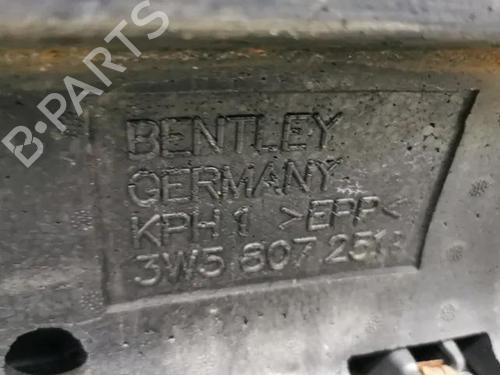 B-PARTS
BENTLEY
GERMANY
KPH 1 >EPP<
3W5 807 251